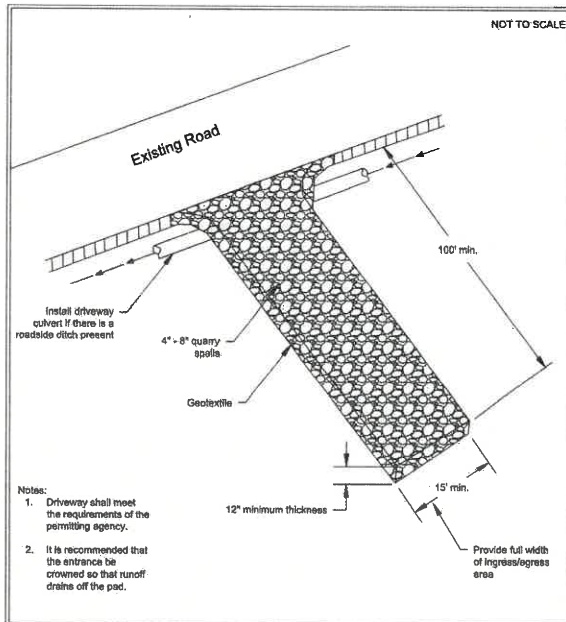 NOT TO SCALE
Existing Road
100' min.
Install driveway
culvert if there is a
roadside ditch present
4" - 8" quarry
spalls
Geotextile
12" minimum thickness
15' min.
Provide full width
of ingress/egress
area
Notes:
1. Driveway shall meet
the requirements of the
permitting agency.
2. It is recommended that
the entrance be
crowned so that runoff
drains off the pad.